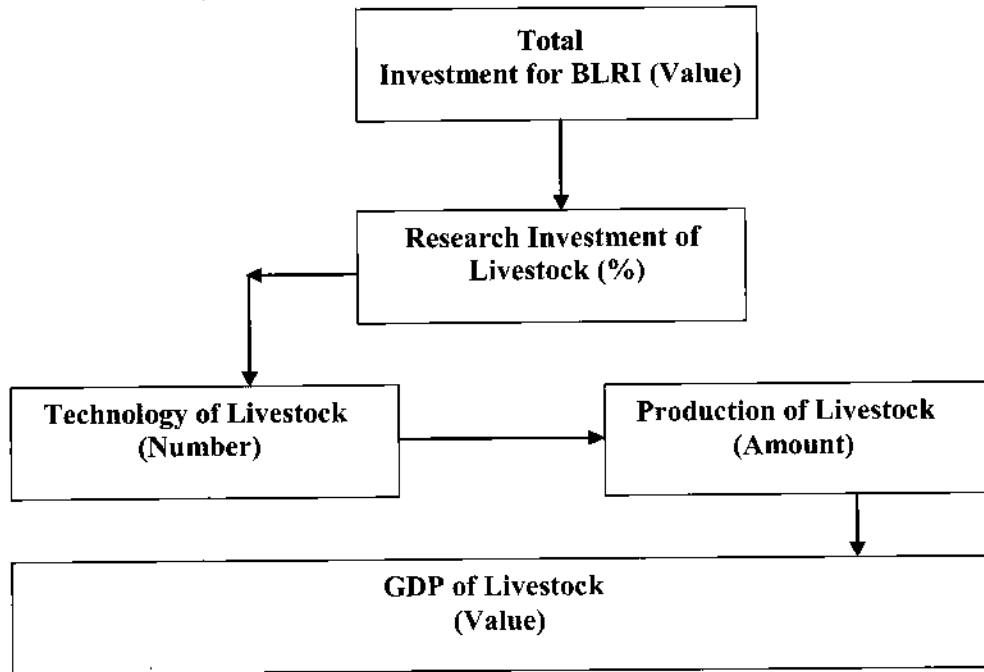 Total
Investment for BLRI (Value)
Research Investment of
Livestock (%)
Technology of Livestock
(Number)
Production of Livestock
(Amount)
GDP of Livestock
(Value)